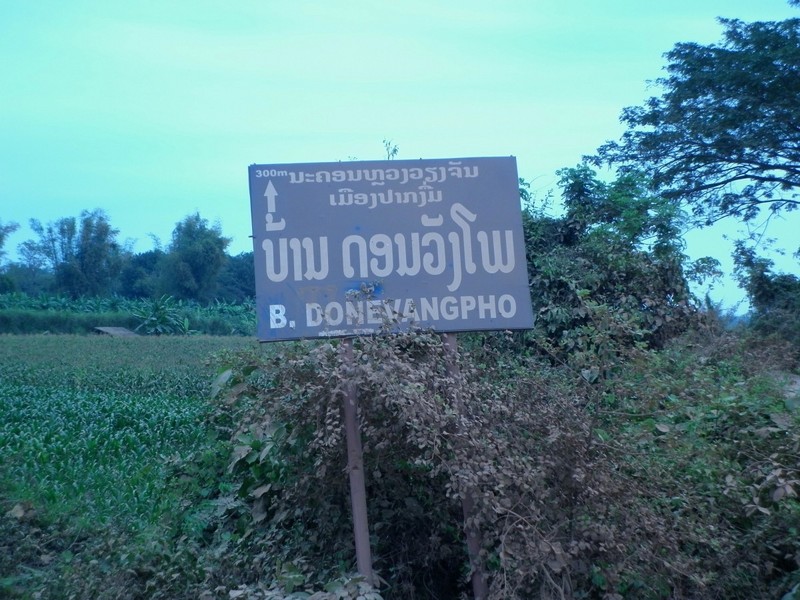 300m ນະຄອນຫຼວງວຽງຈັນ
ເມືອງປາກງື່ມ
ບ້ານ ດອນວັງໂພ
B. DONEVANGPHO